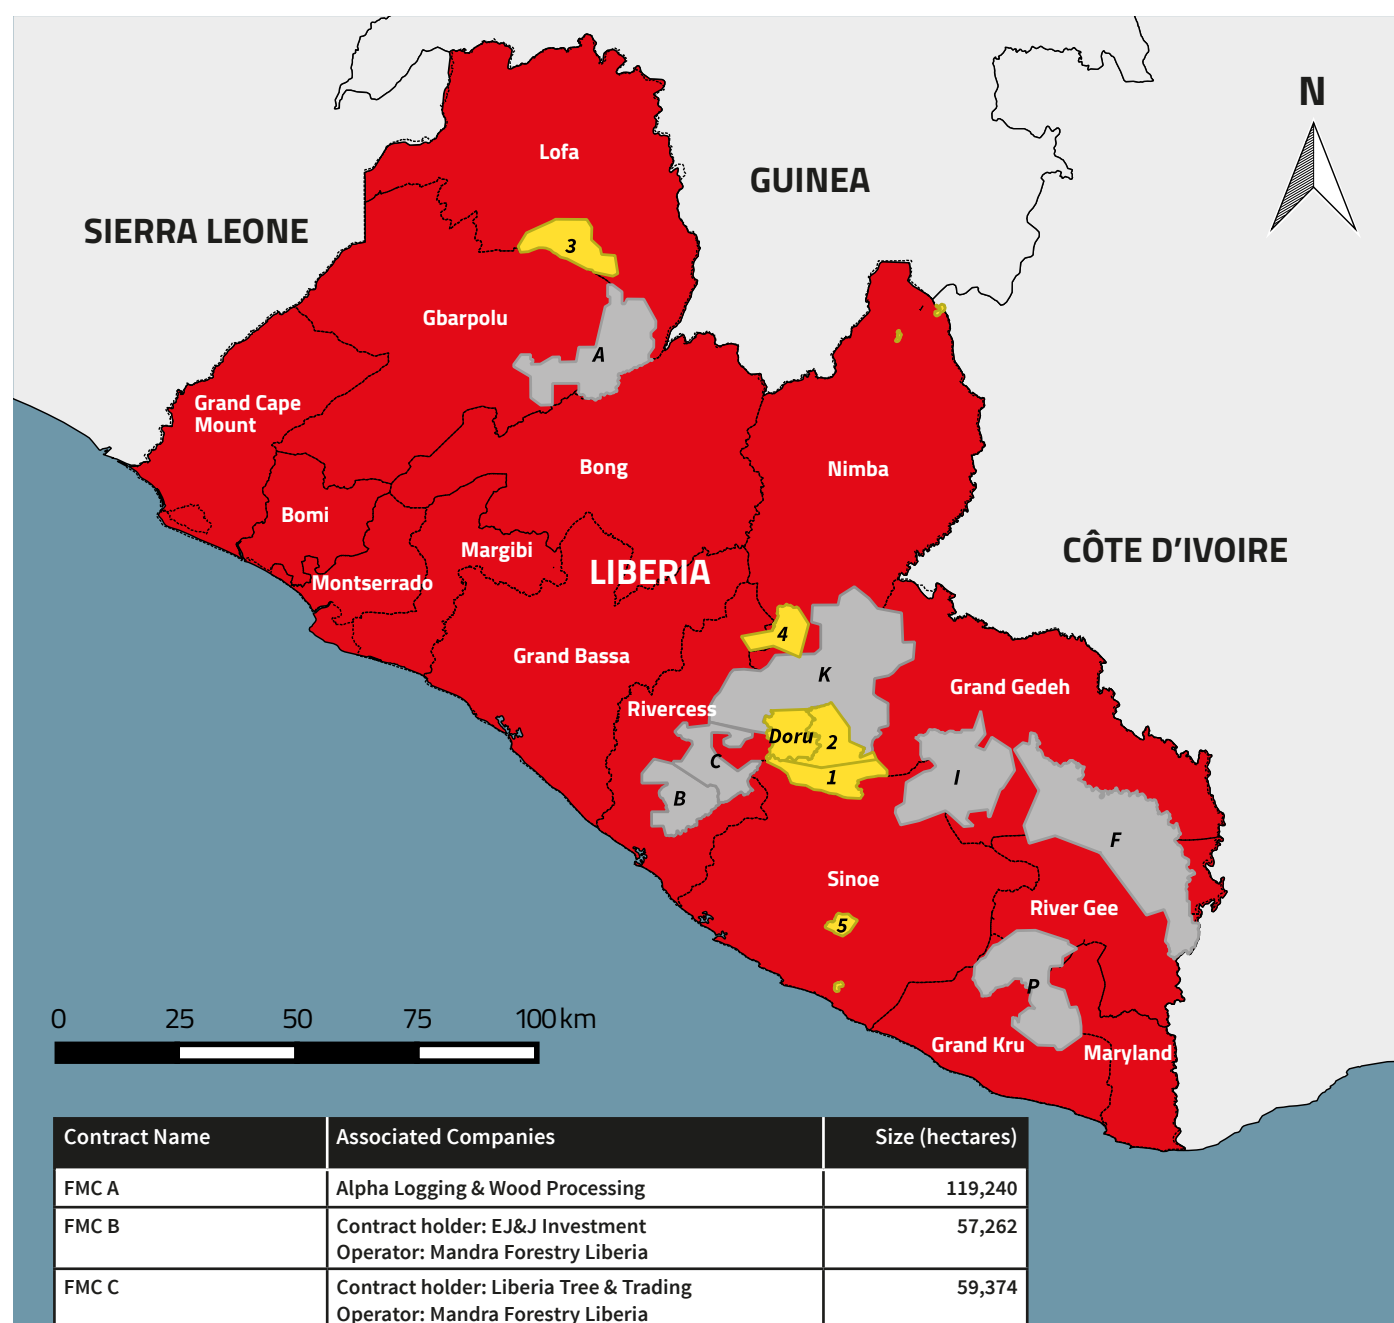 N
Lofa
GUINEA
SIERRA LEONE
3
Gbarpolu
A
Grand Cape
Mount
Bong
Nimba
Bomi
CÔTE D’IVOIRE
Margibi
LIBERIA
Montserrado
4
Grand Bassa
K
Grand Gedeh
Rivercess
Doru
2
C
1
I
B
F
Sinoe
River Gee
5
P
0 25 50 75 100 km
Grand Kru
Maryland
Contract Name Associated Companies Size (hectares)
FMC A Alpha Logging & Wood Processing 119,240
FMC B Contract holder: EJ&J Investment 57,262
Operator: Mandra Forestry Liberia
FMC C Contract holder: Liberia Tree & Trading 59,374
Operator: Mandra Forestry Liberia